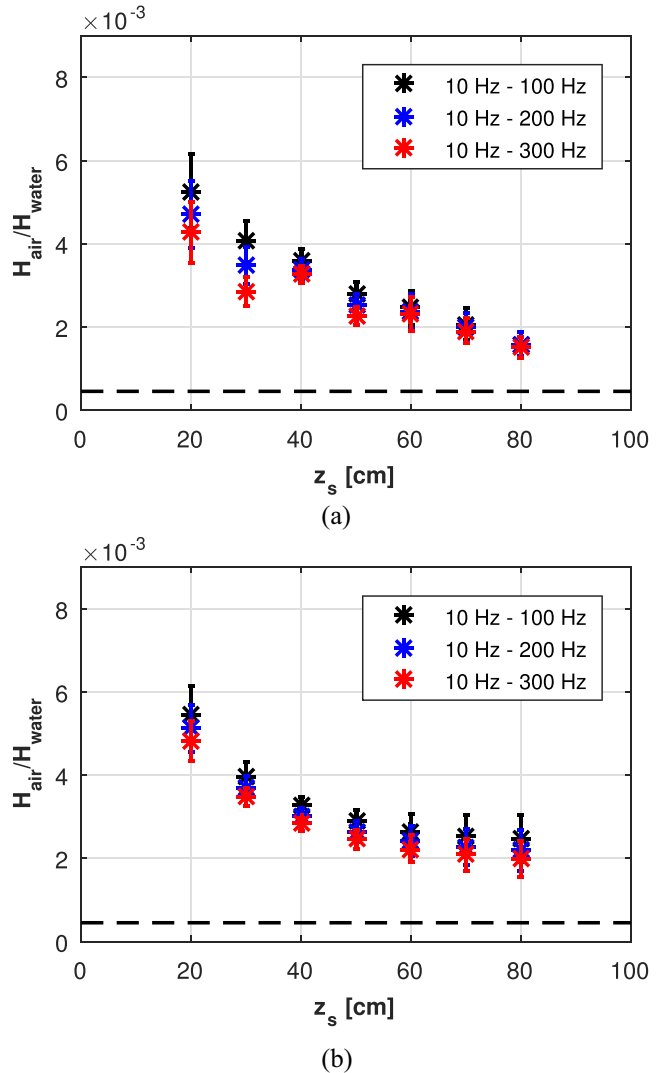 ×10^-3
8
6
4
2
0
H_air/H_water
10 Hz - 100 Hz
10 Hz - 200 Hz
10 Hz - 300 Hz
0 20 40 60 80 100
z_s [cm]
(a)
×10^-3
8
6
4
2
0
H_air/H_water
10 Hz - 100 Hz
10 Hz - 200 Hz
10 Hz - 300 Hz
0 20 40 60 80 100
z_s [cm]
(b)